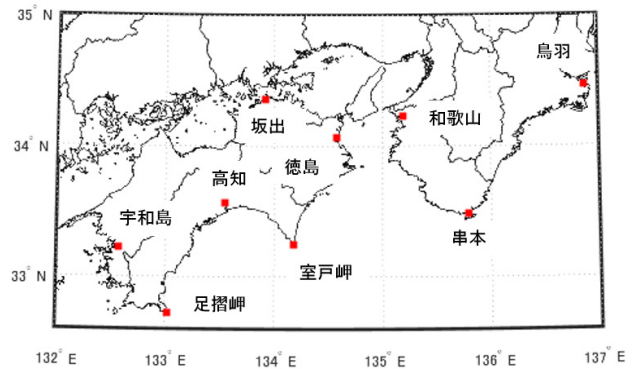 35° N
鳥羽
和歌山
坂出
34° N
徳島
高知
宇和島
串本
室戸岬
33° N
足摺岬
132° E
133° E
134° E
135° E
136° E
137° E